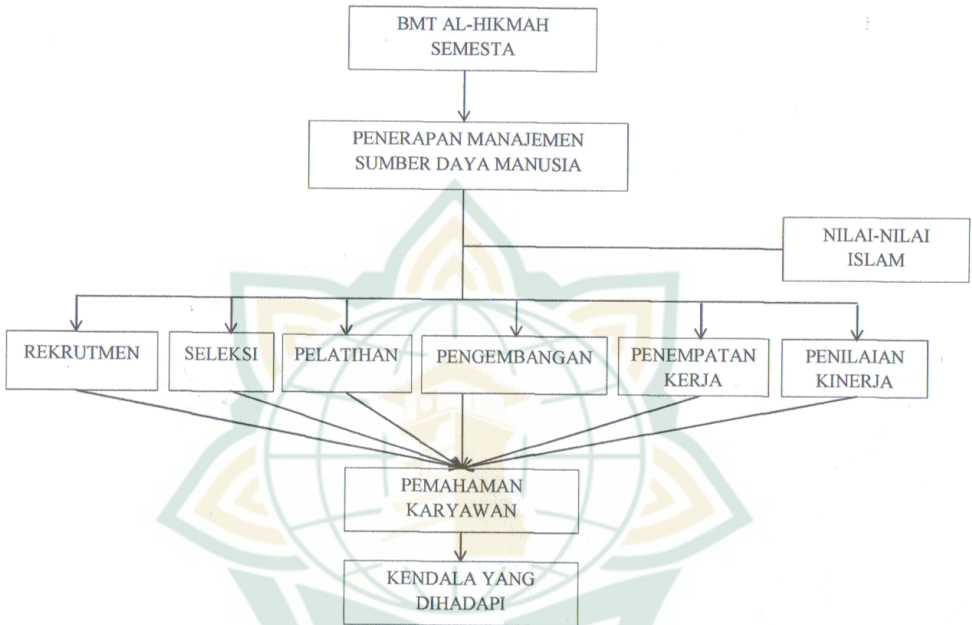 BMT AL-HIKMAH
SEMESTA
PENERAPAN MANAJEMEN
SUMBER DAYA MANUSIA
NILAI-NILAI
ISLAM
REKRUTMEN
SELEKSI
PELATIHAN
PENGEMBANGAN
PENEMPATAN
KERJA
PENILAIAN
KINERJA
PEMAHAMAN
KARYAWAN
KENDALA YANG
DIHADAPI